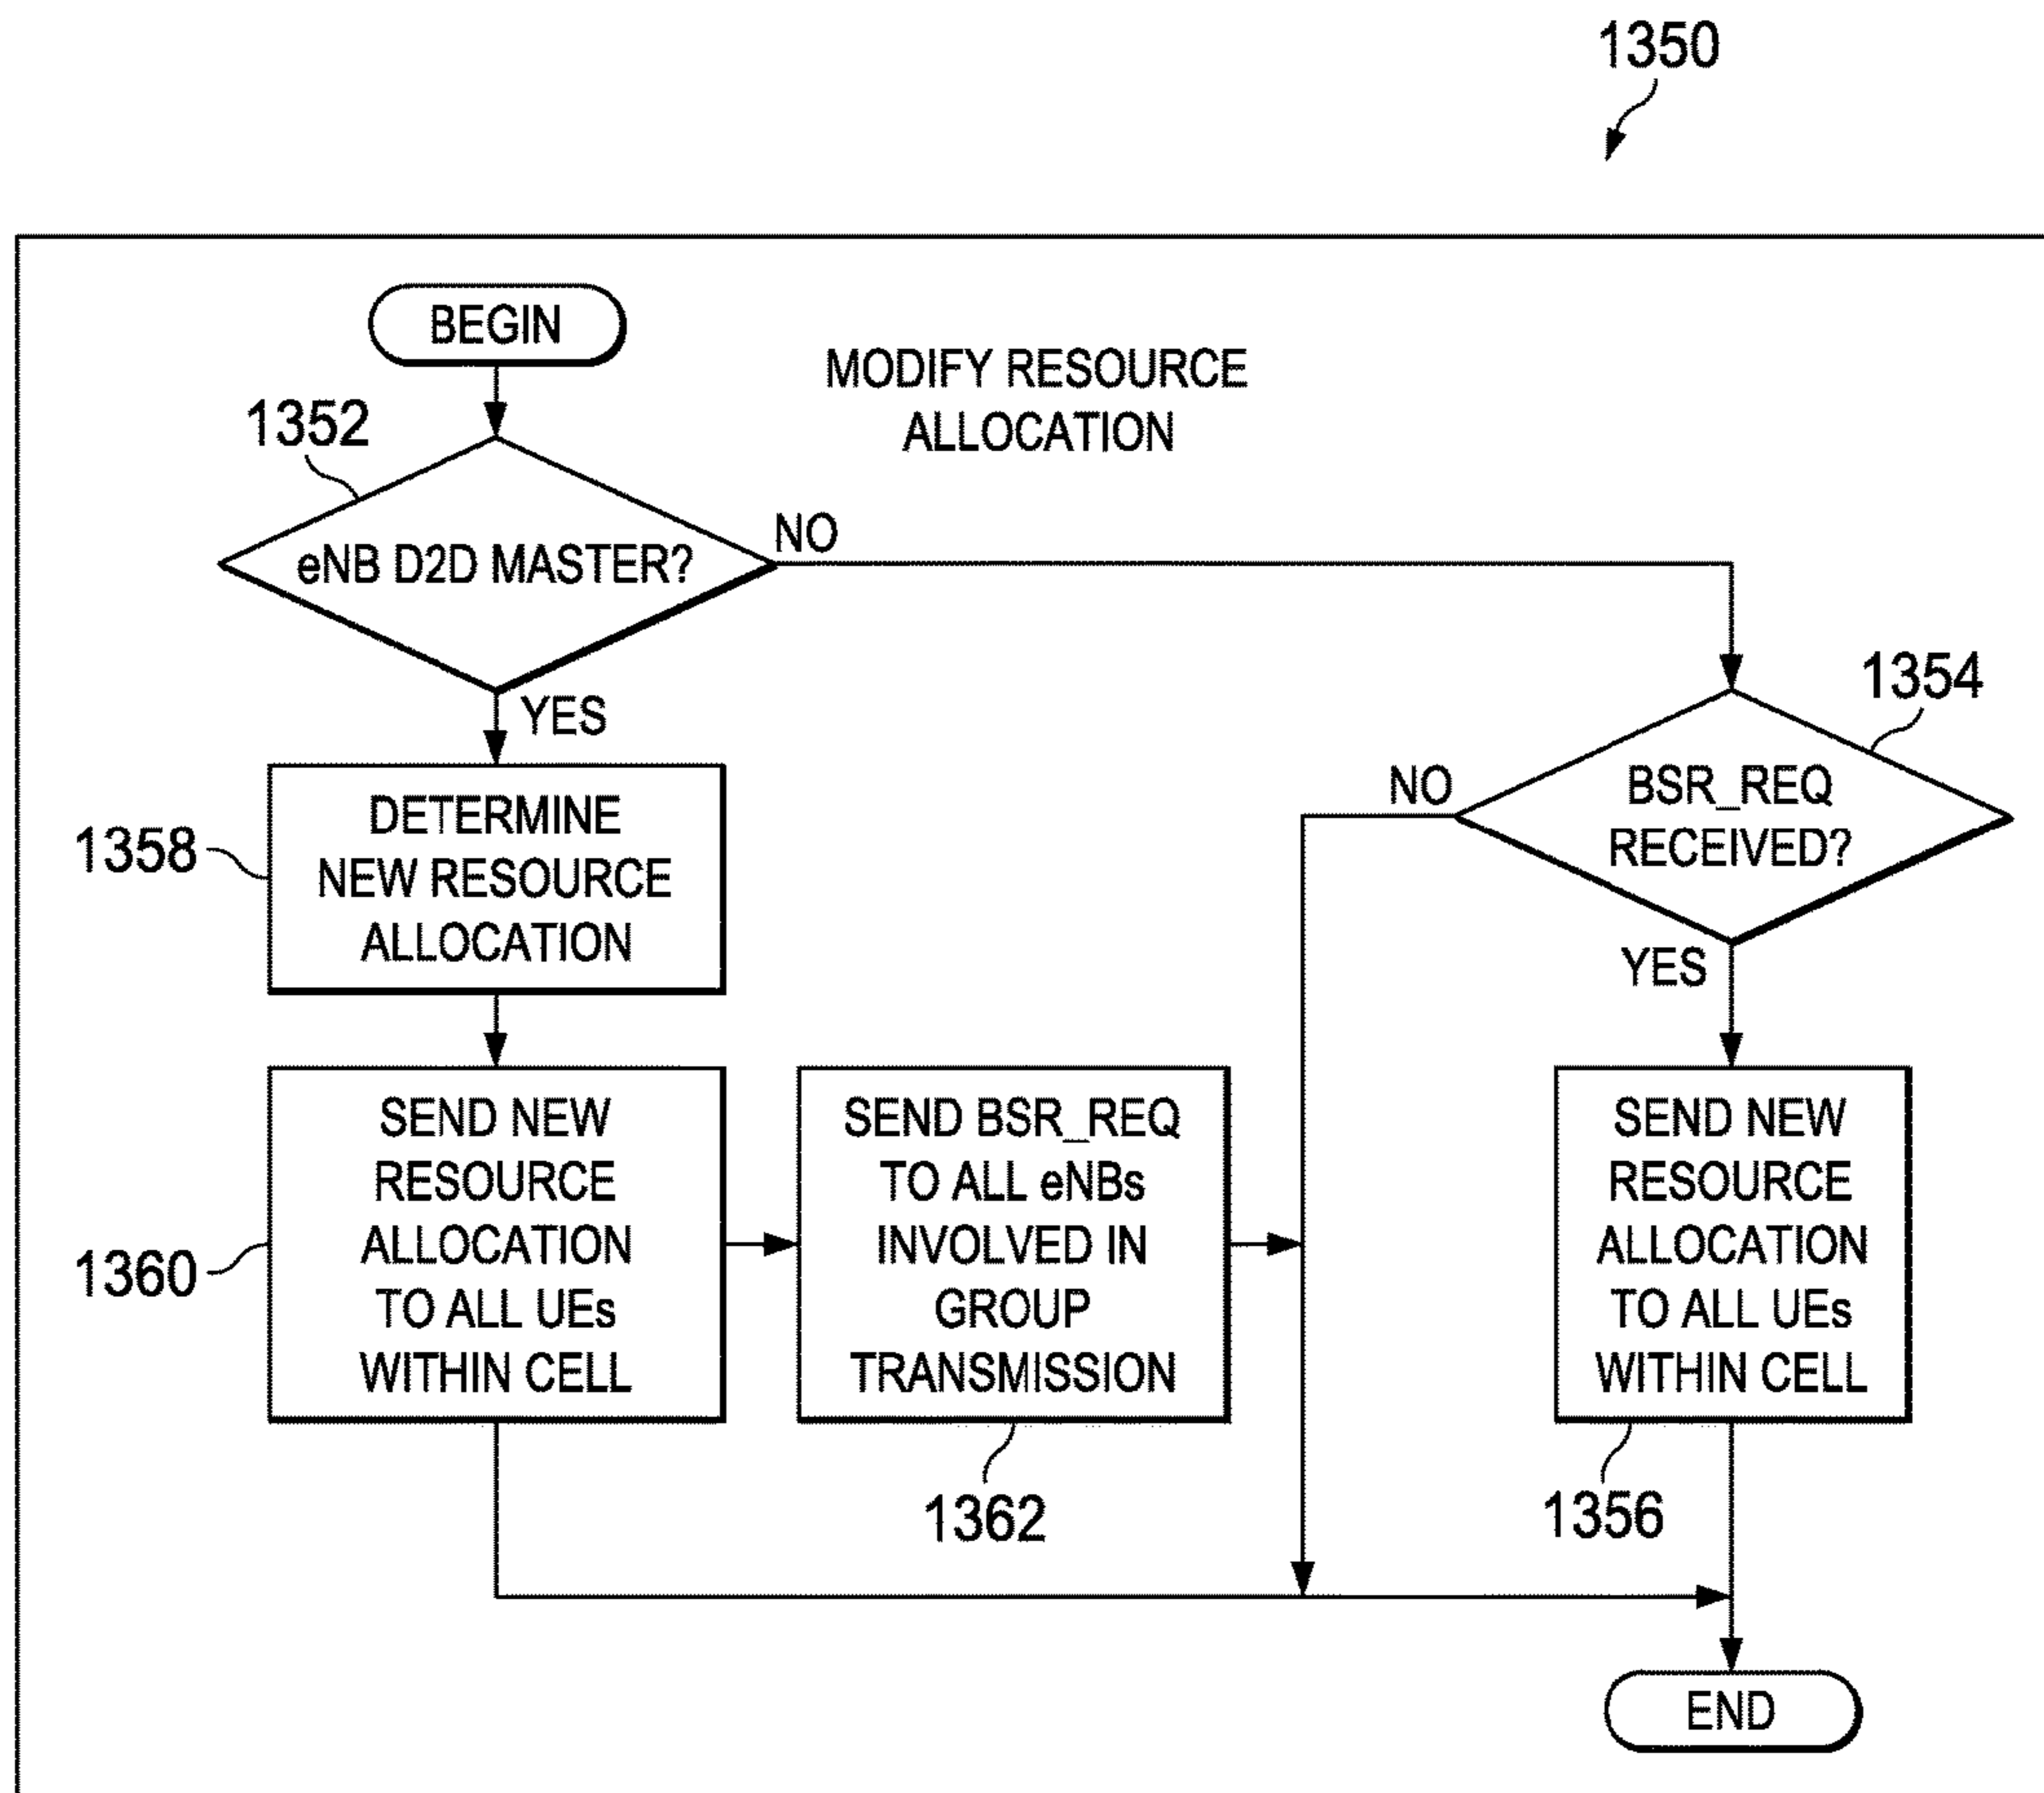 1350
BEGIN
MODIFY RESOURCE
ALLOCATION
1352
eNB D2D MASTER?
NO
YES
1354
BSR_REQ
RECEIVED?
NO
YES
1358
DETERMINE
NEW RESOURCE
ALLOCATION
1360
SEND NEW
RESOURCE
ALLOCATION
TO ALL UEs
WITHIN CELL
SEND BSR_REQ
TO ALL eNBs
INVOLVED IN
GROUP
TRANSMISSION
1362
SEND NEW
RESOURCE
ALLOCATION
TO ALL UEs
WITHIN CELL
1356
END